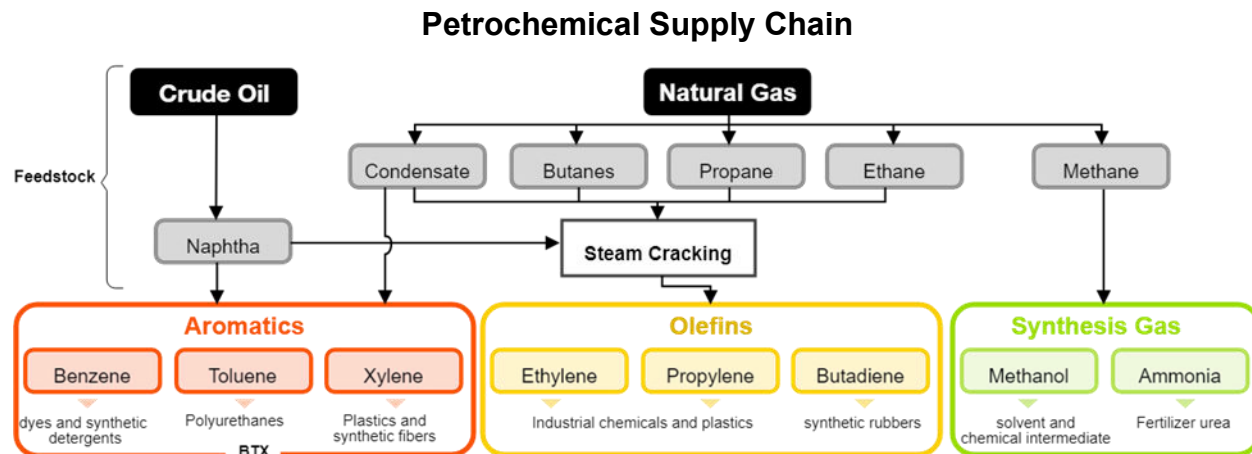 Petrochemical Supply Chain
Crude Oil
Natural Gas
Feedstock
Condensate
Butanes
Propane
Ethane
Methane
Naphtha
Steam Cracking
Aromatics
Olefins
Synthesis Gas
Benzene
Toluene
Xylene
Ethylene
Propylene
Butadiene
Methanol
Ammonia
dyes and synthetic
detergents
Polyurethanes
Plastics and
synthetic fibers
Industrial chemicals and plastics
synthetic rubbers
solvent and
chemical intermediate
Fertilizer urea
BTX